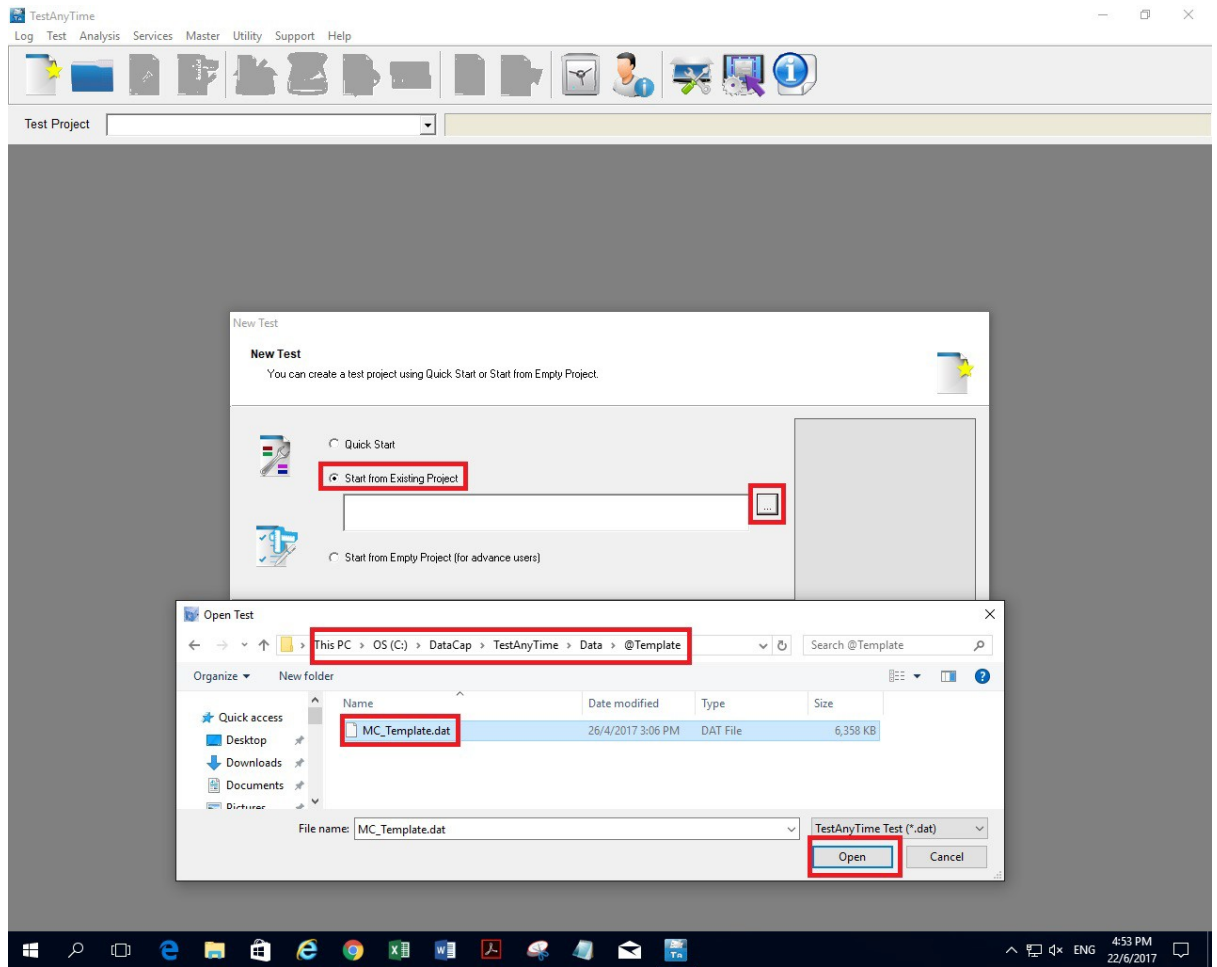 TestAnyTime
Log Test Analysis Services Master Utility Support Help
Test Project
New Test
New Test
You can create a test project using Quick Start or Start from Empty Project.
Quick Start
Start from Existing Project
...
Start from Empty Project (for advance users)
Open Test
This PC > OS (C:) > DataCap > TestAnyTime > Data > @Template
Search @Template
Organize New folder
Name Date modified Type Size
Quick access
MC_Template.dat 26/4/2017 3:06 PM DAT File 6,358 KB
Desktop
Downloads
Documents
Pictures
File name: MC_Template.dat TestAnyTime Test (*.dat)
Open Cancel
ENG 4:53 PM
22/6/2017